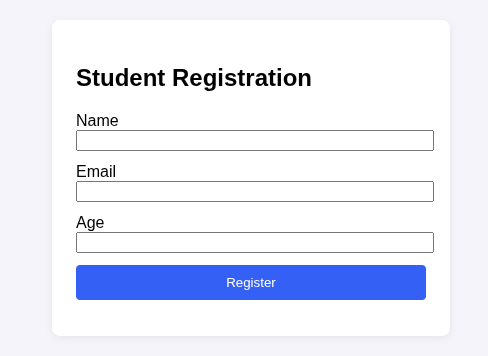 Student Registration
Name
Email
Age
Register